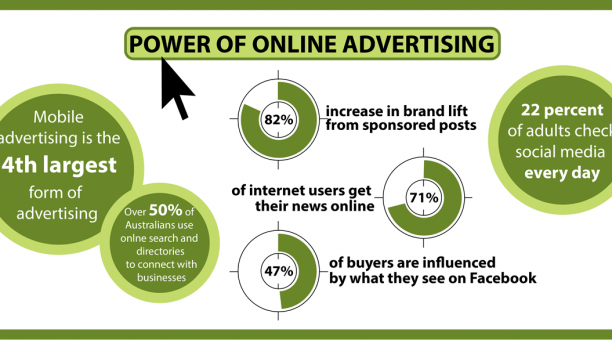 POWER OF ONLINE ADVERTISING
Mobile
advertising is the
4th largest
form of
advertising
Over 50% of
Australians use
onlne search and
directories
to connect with
businesses
82%
increase in brand lift
from sponsored posts
of internet users get
their news online
71%
47%
of buyers are influenced
by what they see on Facebook
22 percent
of adults check
social media
every day